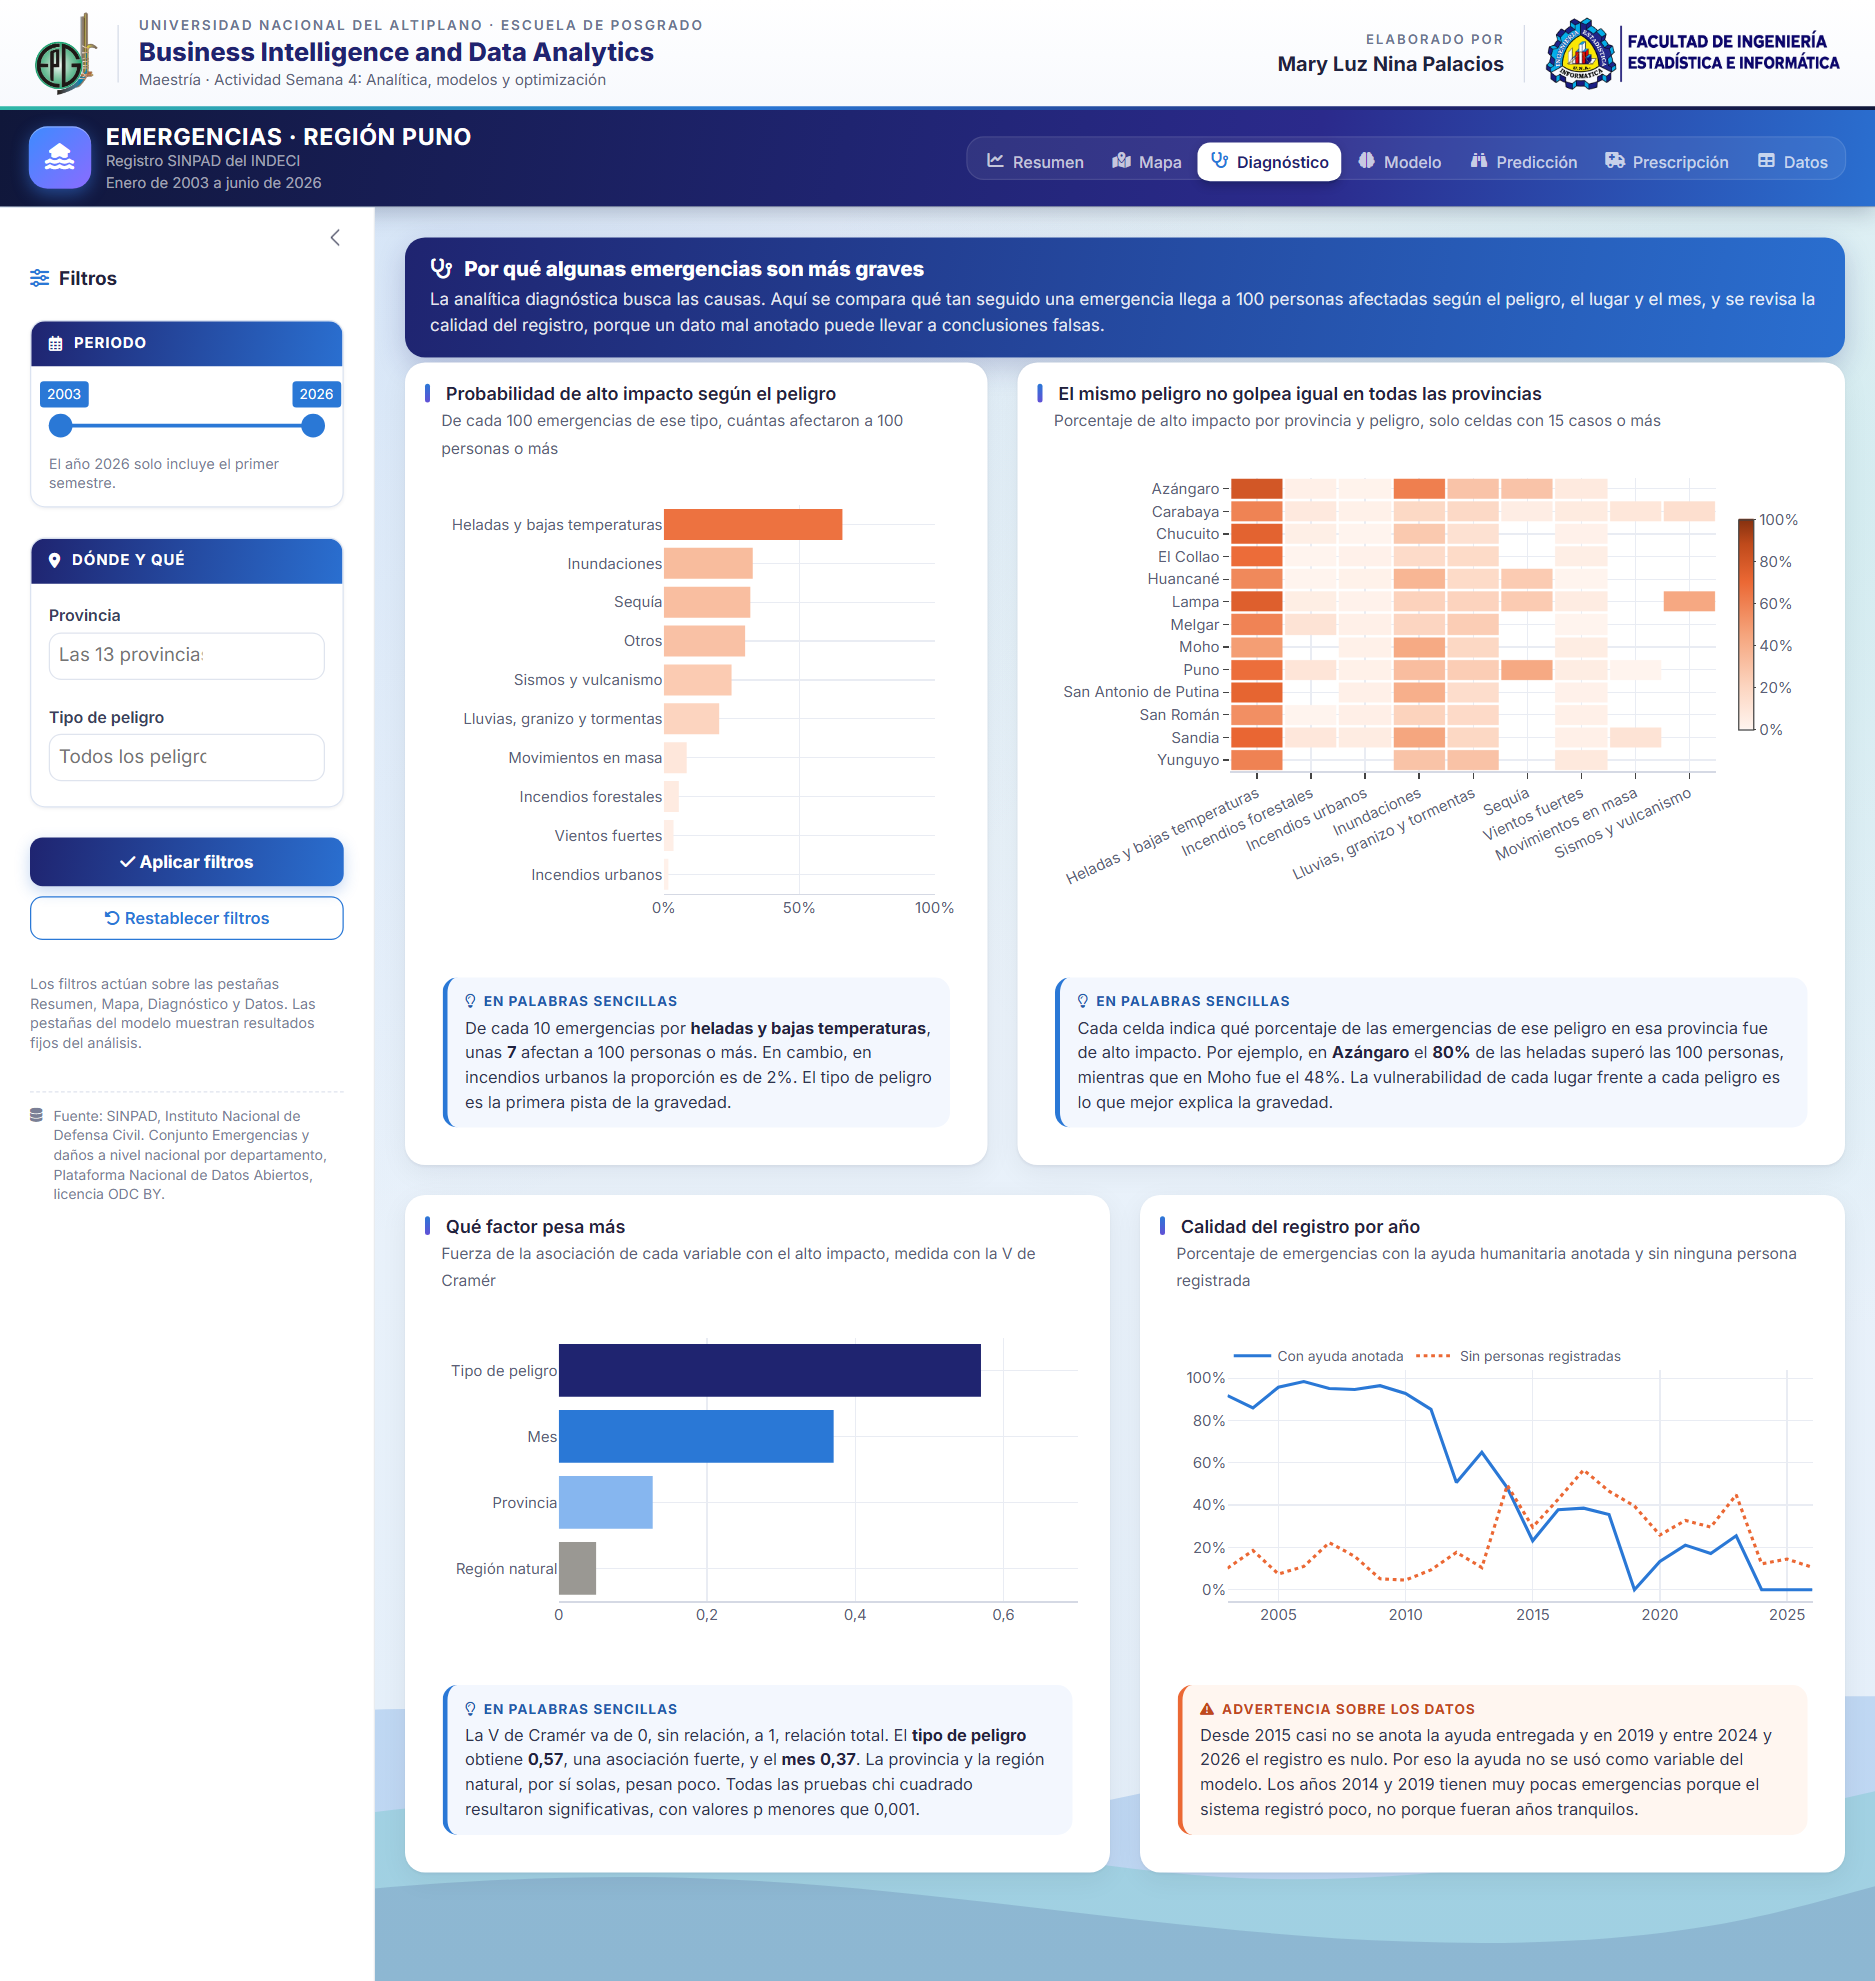 UNIVERSIDAD NACIONAL DEL ALTIPLANO · ESCUELA DE POSGRADO
Business Intelligence and Data Analytics
Maestría · Actividad Semana 4: Analítica, modelos y optimización
EPG
ELABORADO POR
Mary Luz Nina Palacios
FACULTAD DE INGENIERÍA
ESTADÍSTICA E INFORMÁTICA
EMERGENCIAS · REGIÓN PUNO
Registro SINPAD del INDECI
Enero de 2003 a junio de 2026
Resumen
Mapa
Diagnóstico
Modelo
Predicción
Prescripción
Datos
Filtros
PERIODO
2003
2026
El año 2026 solo incluye el primer
semestre.
DÓNDE Y QUÉ
Provincia
Las 13 provincia
Tipo de peligro
Todos los peligro
Aplicar filtros
Restablecer filtros
Los filtros actúan sobre las pestañas
Resumen, Mapa, Diagnóstico y Datos. Las
pestañas del modelo muestran resultados
fijos del análisis.
Fuente: SINPAD, Instituto Nacional de
Defensa Civil. Conjunto Emergencias y
daños a nivel nacional por departamento,
Plataforma Nacional de Datos Abiertos,
licencia ODC BY.
Por qué algunas emergencias son más graves
La analítica diagnóstica busca las causas. Aquí se compara qué tan seguido una emergencia llega a 100 personas afectadas según el peligro, el lugar y el mes, y se revisa la
calidad del registro, porque un dato mal anotado puede llevar a conclusiones falsas.
Probabilidad de alto impacto según el peligro
De cada 100 emergencias de ese tipo, cuántas afectaron a 100
personas o más
Heladas y bajas temperaturas
Inundaciones
Sequía
Otros
Sismos y vulcanismo
Lluvias, granizo y tormentas
Movimientos en masa
Incendios forestales
Vientos fuertes
Incendios urbanos
0%
50%
100%
EN PALABRAS SENCILLAS
De cada 10 emergencias por heladas y bajas temperaturas,
unas 7 afectan a 100 personas o más. En cambio, en
incendios urbanos la proporción es de 2%. El tipo de peligro
es la primera pista de la gravedad.
El mismo peligro no golpea igual en todas las provincias
Porcentaje de alto impacto por provincia y peligro, solo celdas con 15 casos o más
Azángaro
Carabaya
Chucuito
El Collao
Huancané
Lampa
Melgar
Moho
Puno
San Antonio de Putina
San Román
Sandia
Yunguyo
Heladas y bajas temperaturas
Incendios forestales
Incendios urbanos
Inundaciones
Lluvias, granizo y tormentas
Sequía
Vientos fuertes
Movimientos en masa
Sismos y vulcanismo
100%
80%
60%
40%
20%
0%
EN PALABRAS SENCILLAS
Cada celda indica qué porcentaje de las emergencias de ese peligro en esa provincia fue
de alto impacto. Por ejemplo, en Azángaro el 80% de las heladas superó las 100 personas,
mientras que en Moho fue el 48%. La vulnerabilidad de cada lugar frente a cada peligro es
lo que mejor explica la gravedad.
Qué factor pesa más
Fuerza de la asociación de cada variable con el alto impacto, medida con la V de
Cramér
Tipo de peligro
Mes
Provincia
Región natural
0
0,2
0,4
0,6
EN PALABRAS SENCILLAS
La V de Cramér va de 0, sin relación, a 1, relación total. El tipo de peligro
obtiene 0,57, una asociación fuerte, y el mes 0,37. La provincia y la región
natural, por sí solas, pesan poco. Todas las pruebas chi cuadrado
resultaron significativas, con valores p menores que 0,001.
Calidad del registro por año
Porcentaje de emergencias con la ayuda humanitaria anotada y sin ninguna persona
registrada
Con ayuda anotada
Sin personas registradas
100%
80%
60%
40%
20%
0%
2005
2010
2015
2020
2025
ADVERTENCIA SOBRE LOS DATOS
Desde 2015 casi no se anota la ayuda entregada y en 2019 y entre 2024 y
2026 el registro es nulo. Por eso la ayuda no se usó como variable del
modelo. Los años 2014 y 2019 tienen muy pocas emergencias porque el
sistema registró poco, no porque fueran años tranquilos.